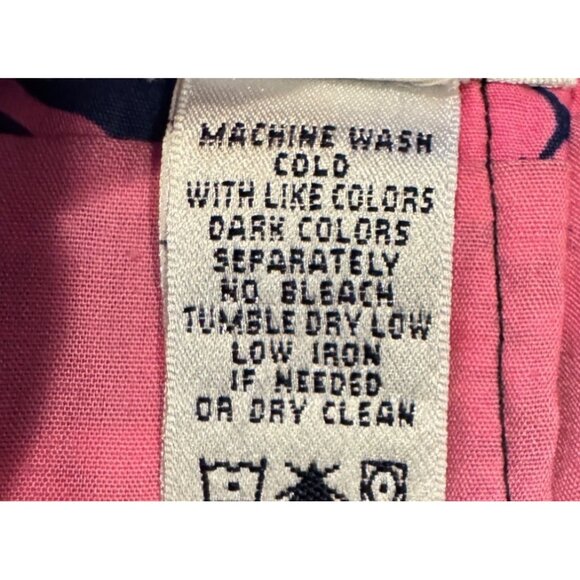 MACHINE WASH
COLD
WITH LIKE COLORS
DARK COLORS
SEPARATELY
NO BLEACH
TUMBLE DRY LOW
LOW IRON
IF NEEDED
OR DRY CLEAN